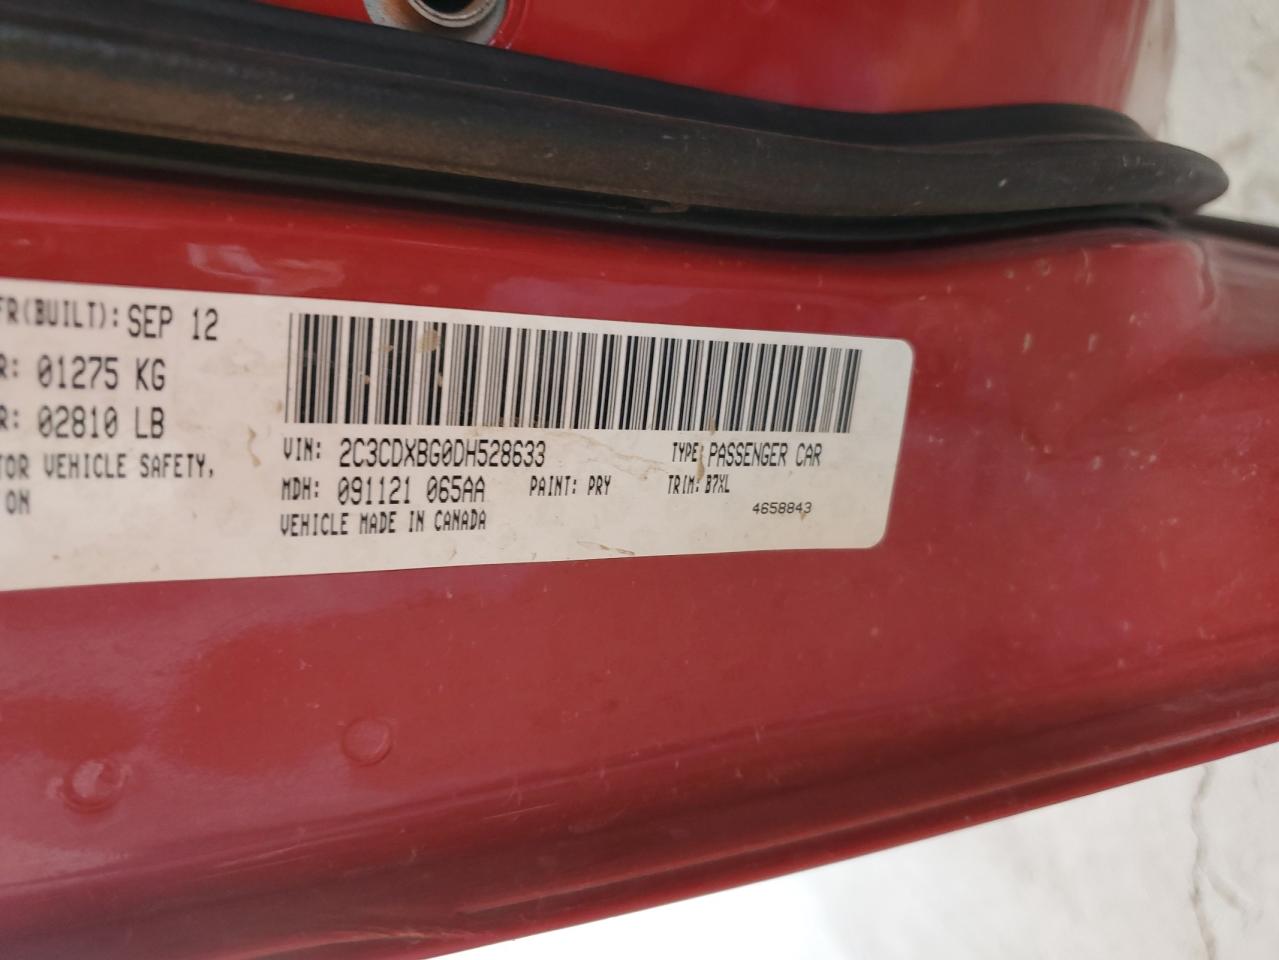 FR(BUILT): SEP 12
R: 01275 KG
R: 02810 LB
TOR VEHICLE SAFETY,
ON
VIN: 2C3CDXBG0DH528633 TYPE: PASSENGER CAR
MDH: 091121 065AA PAINT: PRY TRIM: B7XL
VEHICLE MADE IN CANADA 4658843